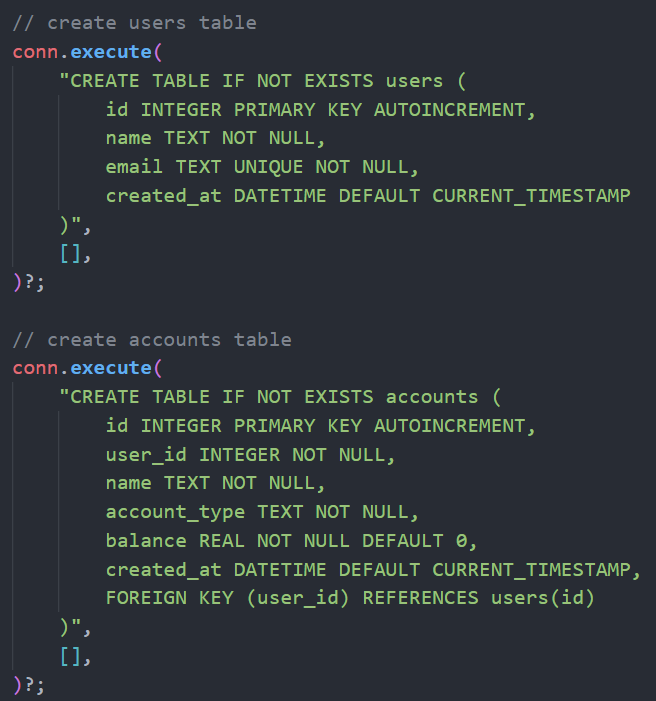 // create users table
conn.execute(
    "CREATE TABLE IF NOT EXISTS users (
        id INTEGER PRIMARY KEY AUTOINCREMENT,
        name TEXT NOT NULL,
        email TEXT UNIQUE NOT NULL,
        created_at DATETIME DEFAULT CURRENT_TIMESTAMP
    )",
    [],
)?;

// create accounts table
conn.execute(
    "CREATE TABLE IF NOT EXISTS accounts (
        id INTEGER PRIMARY KEY AUTOINCREMENT,
        user_id INTEGER NOT NULL,
        name TEXT NOT NULL,
        account_type TEXT NOT NULL,
        balance REAL NOT NULL DEFAULT 0,
        created_at DATETIME DEFAULT CURRENT_TIMESTAMP,
        FOREIGN KEY (user_id) REFERENCES users(id)
    )",
    [],
)?;